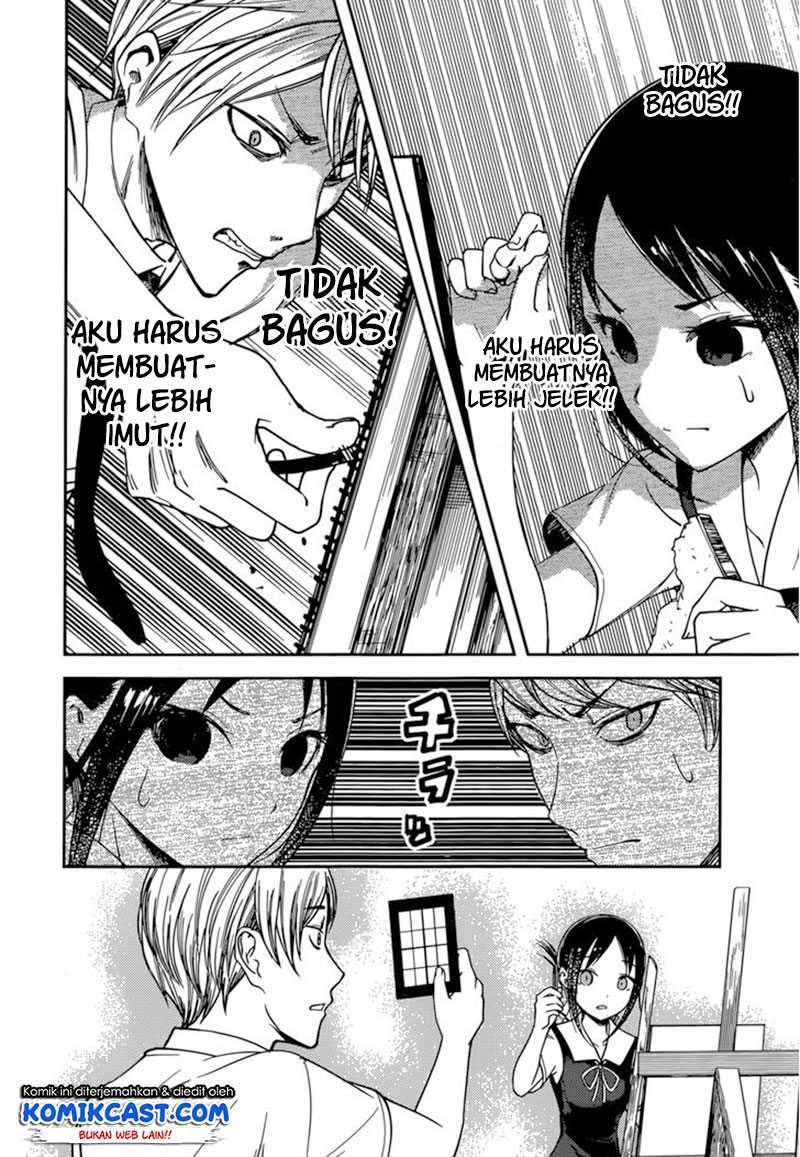 TIDAK
BAGUS!!
AKU HARUS
MEMBUATNYA
LEBIH JELEK!!
TIDAK
BAGUS!
AKU HARUS
MEMBUAT-
NYA LEBIH
IMUT!!
チラッ
Komik ini diterjemahkan & diedit oleh
KOMIKCAST.COM
BUKAN WEB LAIN!!